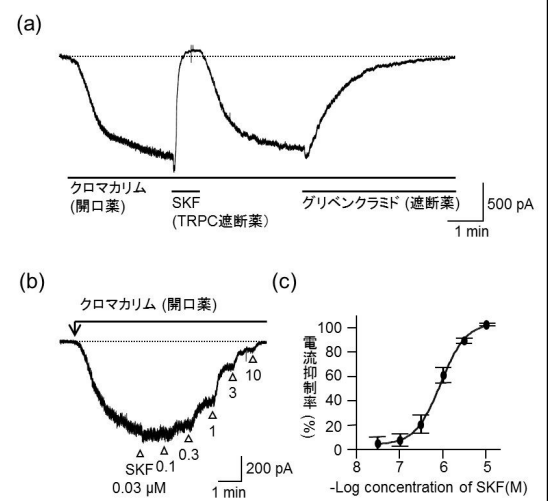 (a)
クロマカリム
(開口薬)
SKF
(TRPC遮断薬)
グリベンクラミド (遮断薬)
500 pA
1 min
(b)
クロマカリム (開口薬)
SKF
0.03 μM
0.1
0.3
1
3
10
200 pA
1 min
(c)
電流抑制率 (%)
100
80
60
40
20
0
8 7 6 5
-Log concentration of SKF(M)